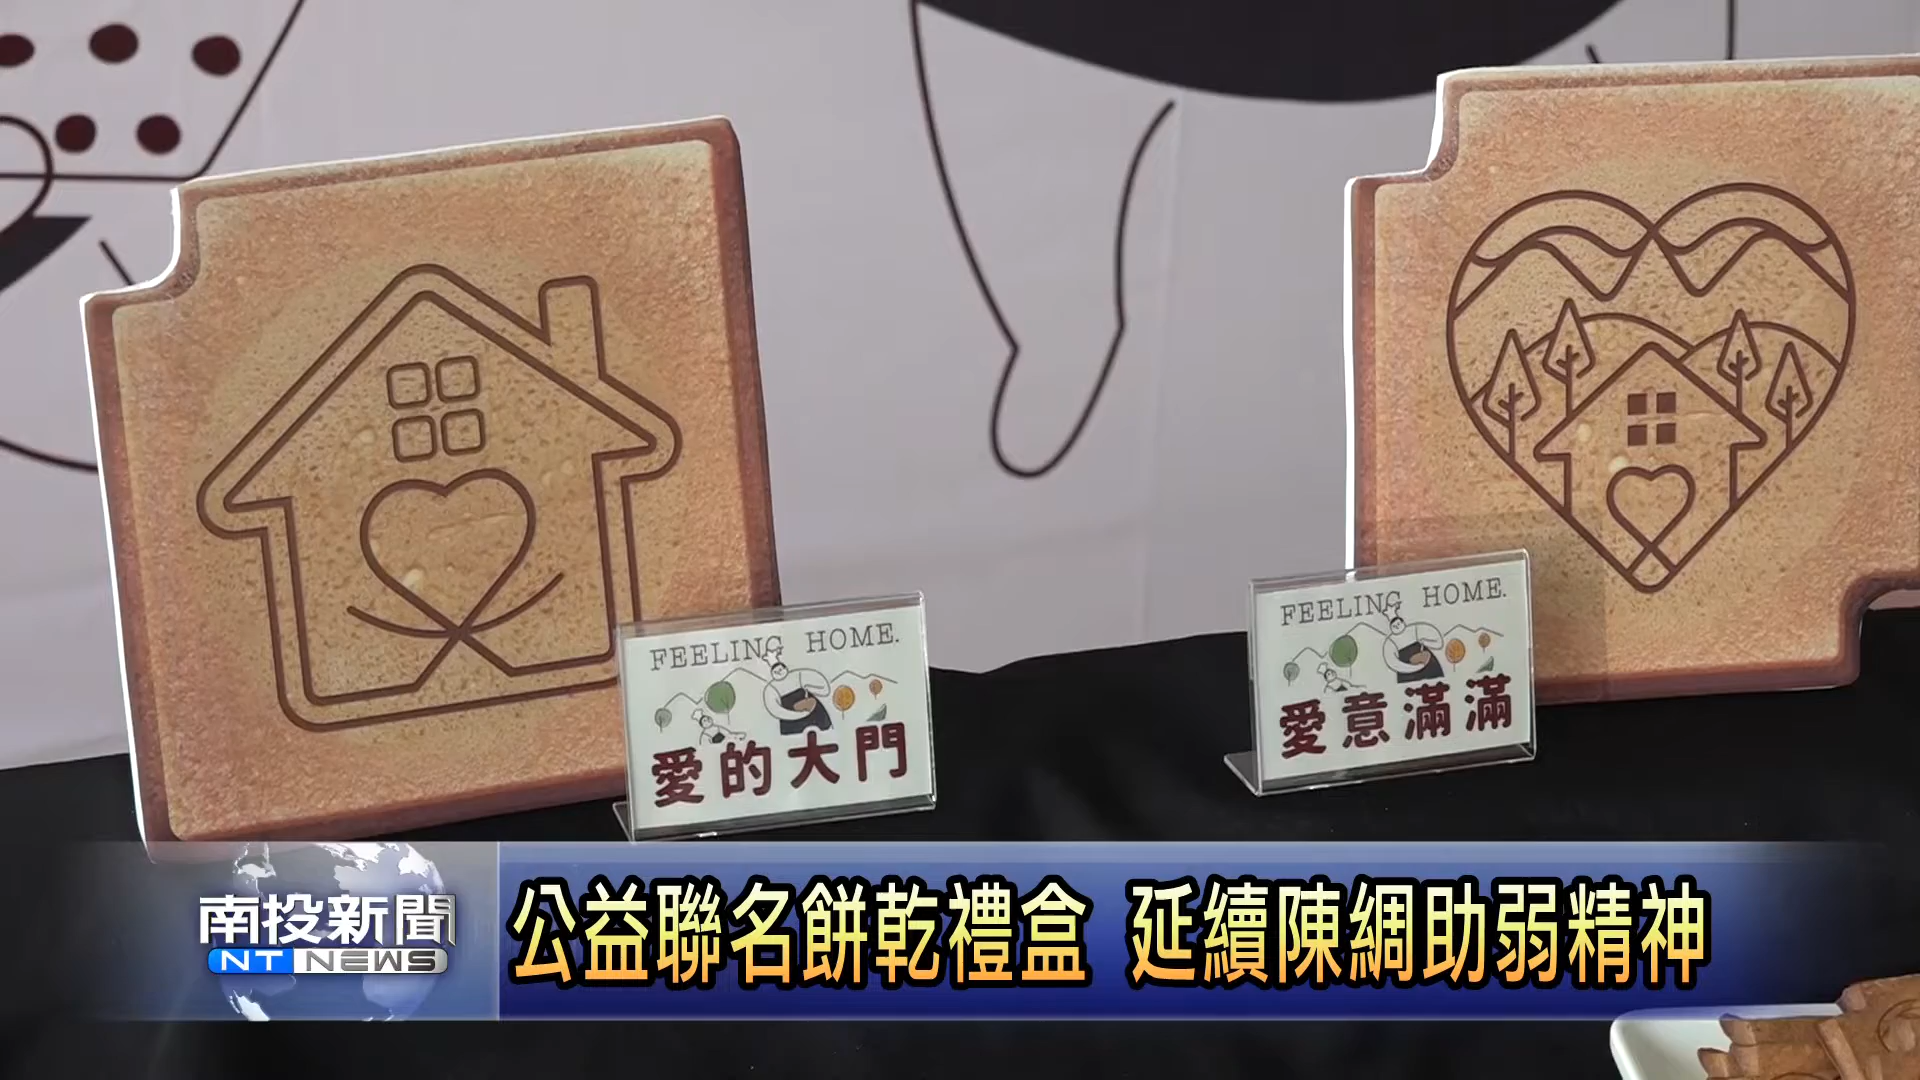 FEELING HOME.
愛的大門
FEELING HOME.
愛意滿滿
南投新聞
NT NEWS
公益聯名餅乾禮盒 延續陳綢助弱精神